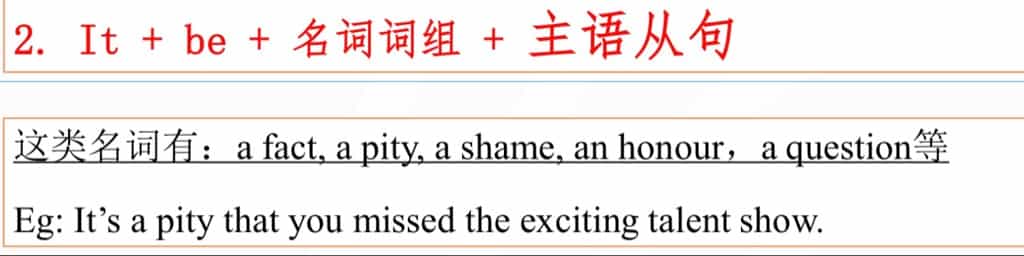 2. It + be + 名词词组 + 主语从句
这类名词有：a fact, a pity, a shame, an honour，a question等
Eg: It’s a pity that you missed the exciting talent show.